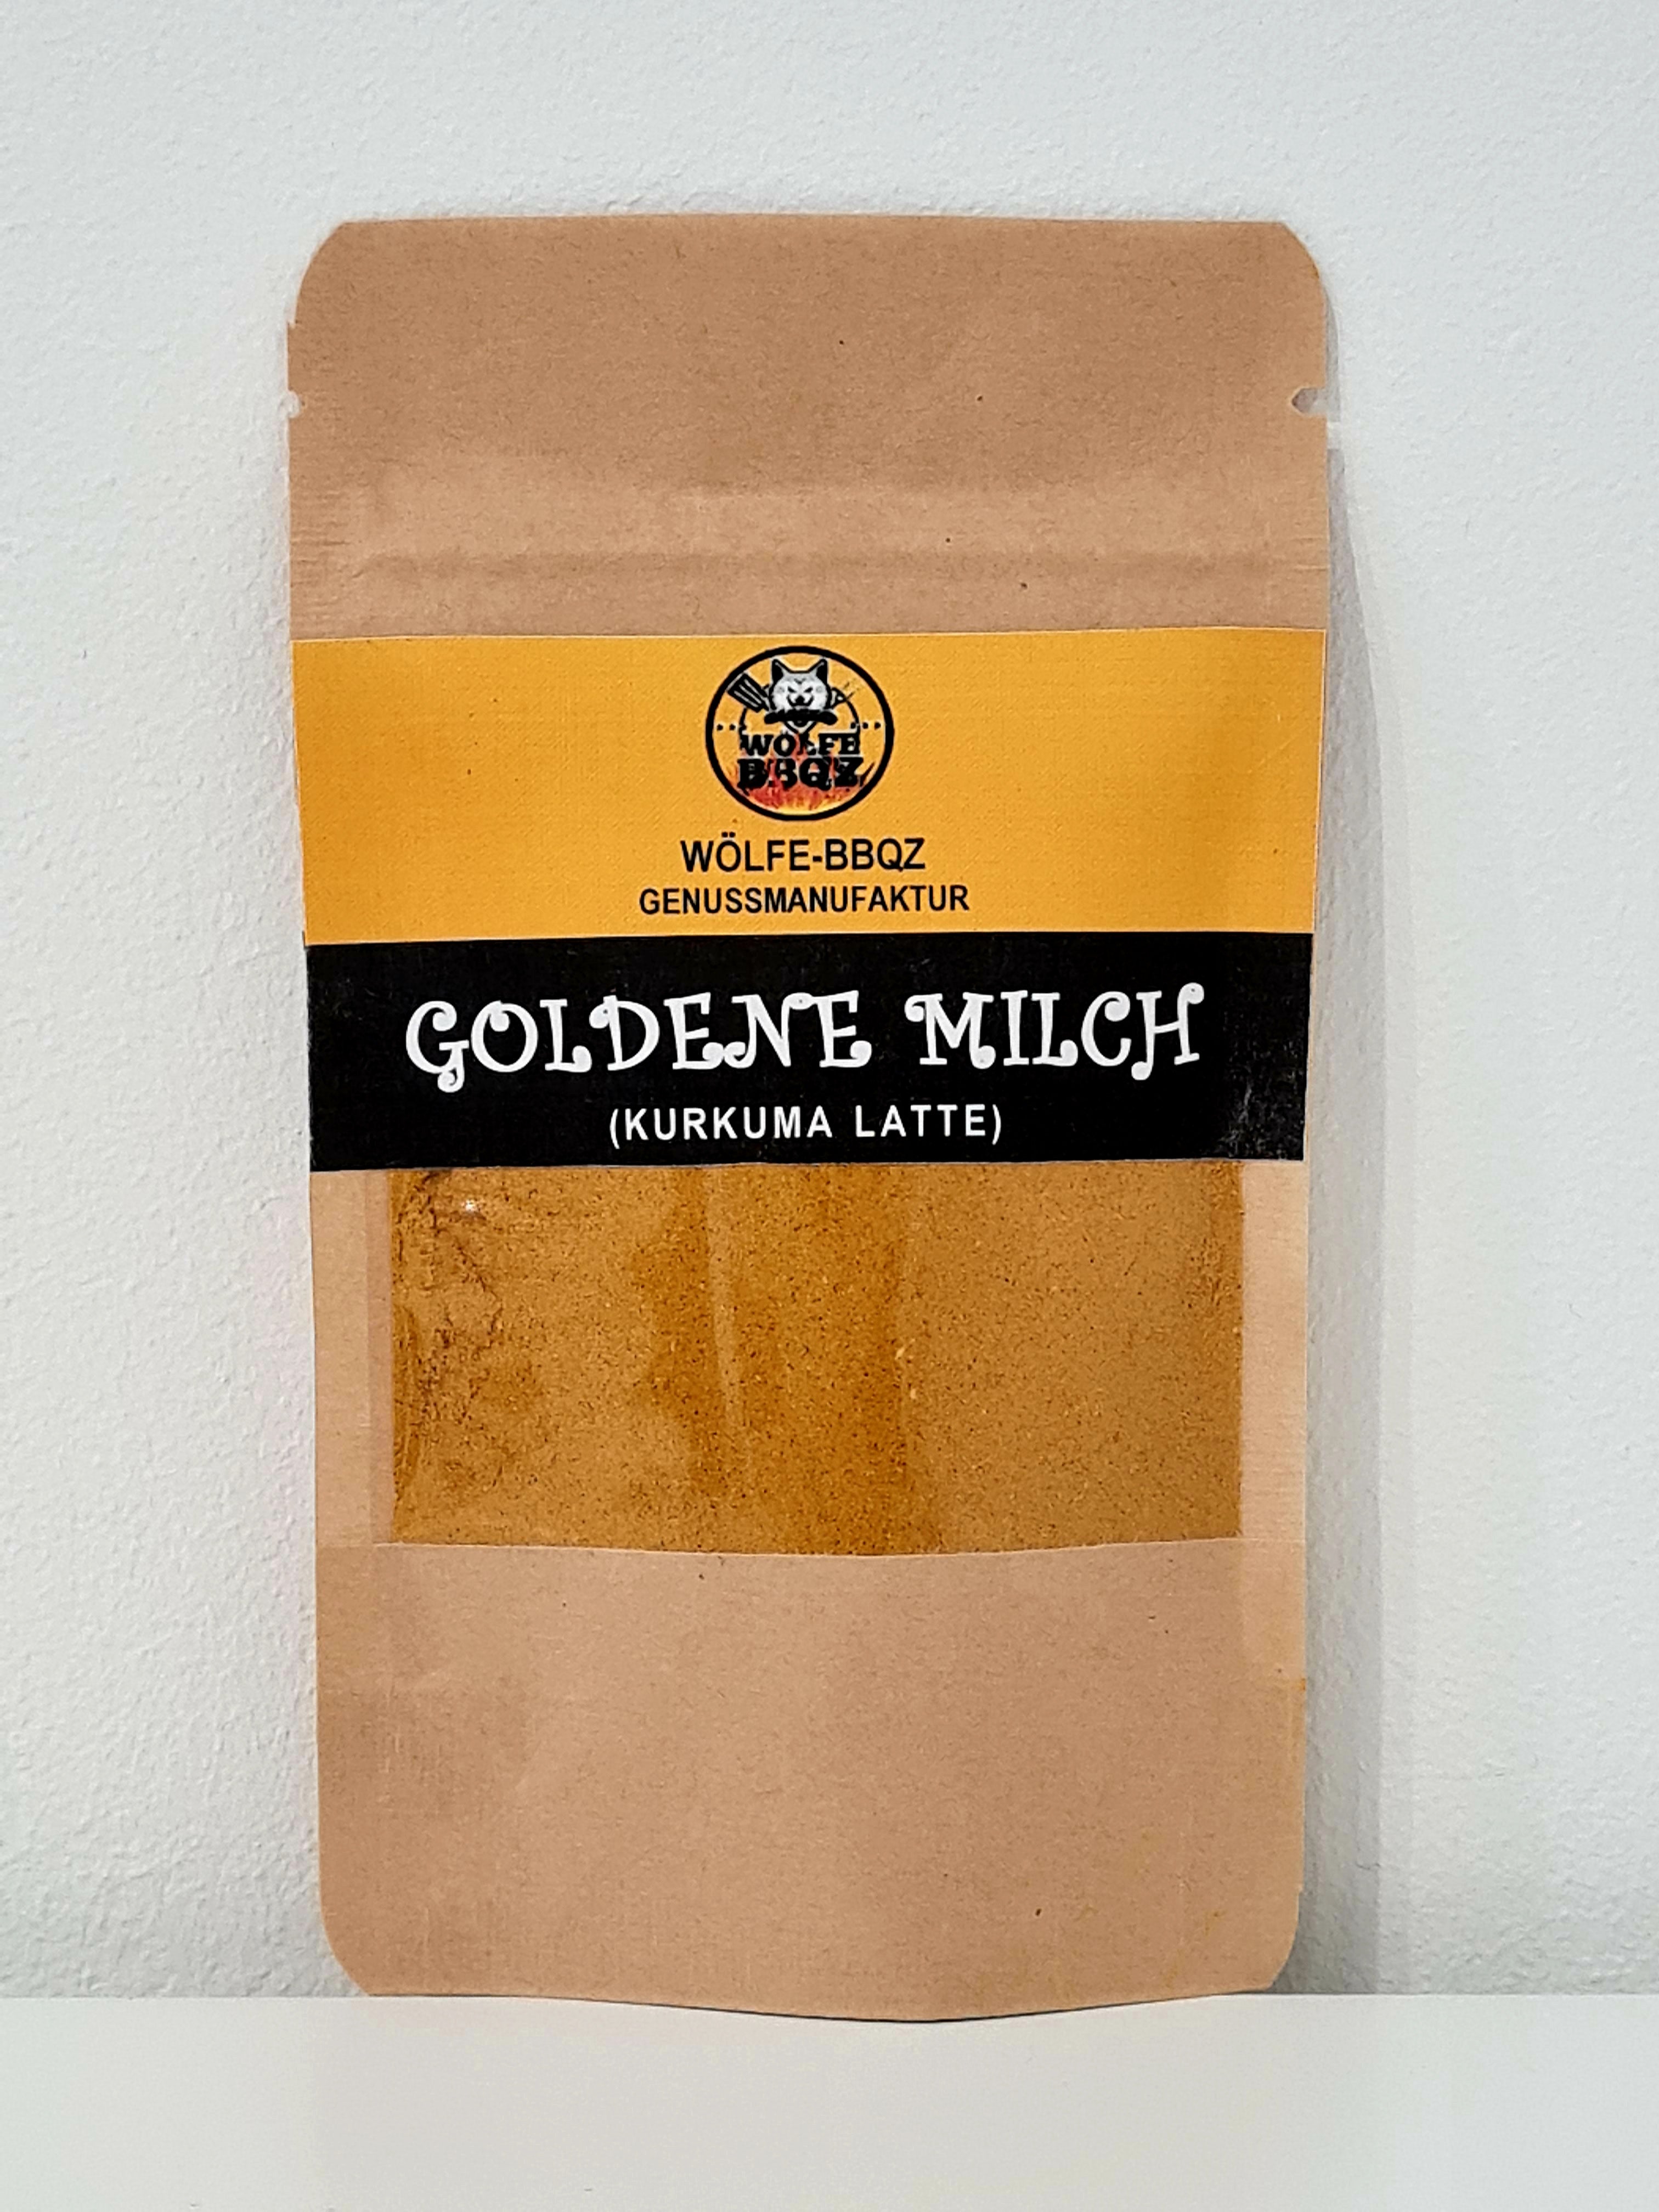 WÖLFE
BBQZ
WÖLFE-BBQZ
GENUSSMANUFAKTUR
GOLDENE MILCH
(KURKUMA LATTE)